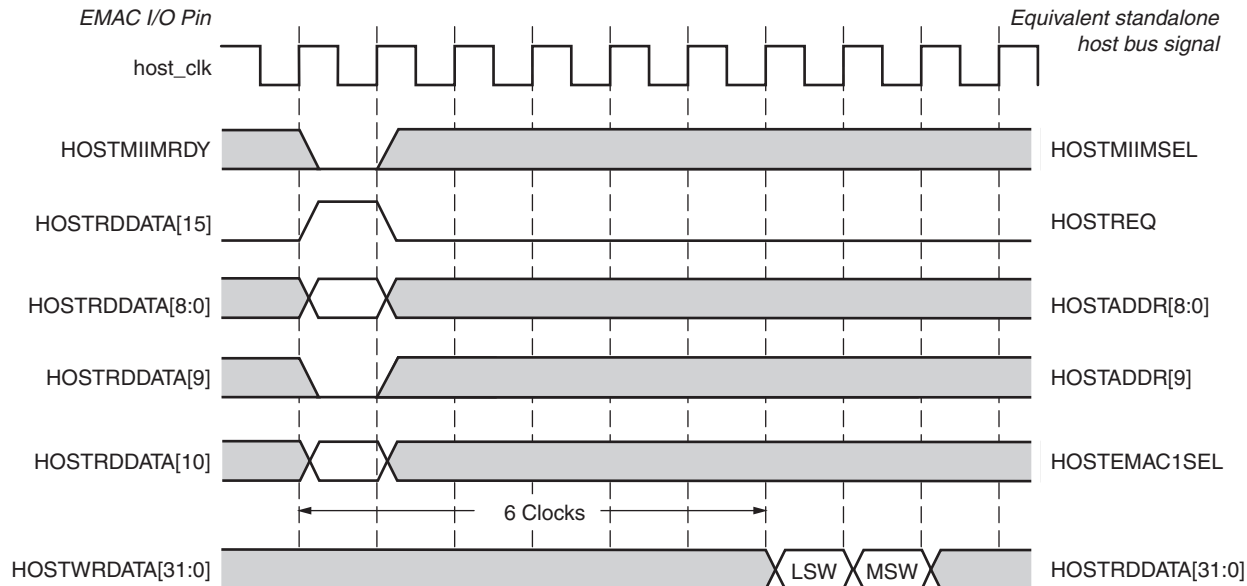 EMAC I/O Pin
Equivalent standalone
host bus signal
host_clk
HOSTMIIMRDY
HOSTMIIMSEL
HOSTRDDATA[15]
HOSTREQ
HOSTRDDATA[8:0]
HOSTADDR[8:0]
HOSTRDDATA[9]
HOSTADDR[9]
HOSTRDDATA[10]
HOSTEMAC1SEL
6 Clocks
HOSTWRDATA[31:0]
LSW
MSW
HOSTRDDATA[31:0]